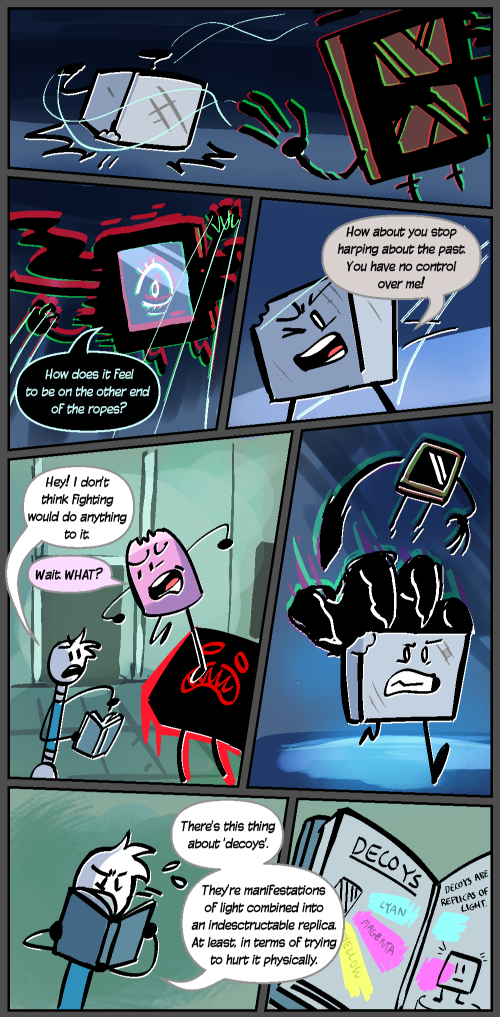 How does it feel
to be on the other end
of the ropes?
How about you stop
harping about the past.
You have no control
over me!
Hey! I don't
think fighting
would do anything
to it.
Wait. WHAT?
There's this thing
about 'decoys'.
They're manifestations
of light combined into
an indesctructable replica.
At least, in terms of trying
to hurt it physically.
DECOYS
CYAN
MAGENTA
YELLOW
DECOYS ARE
REPLICAS OF
LIGHT.